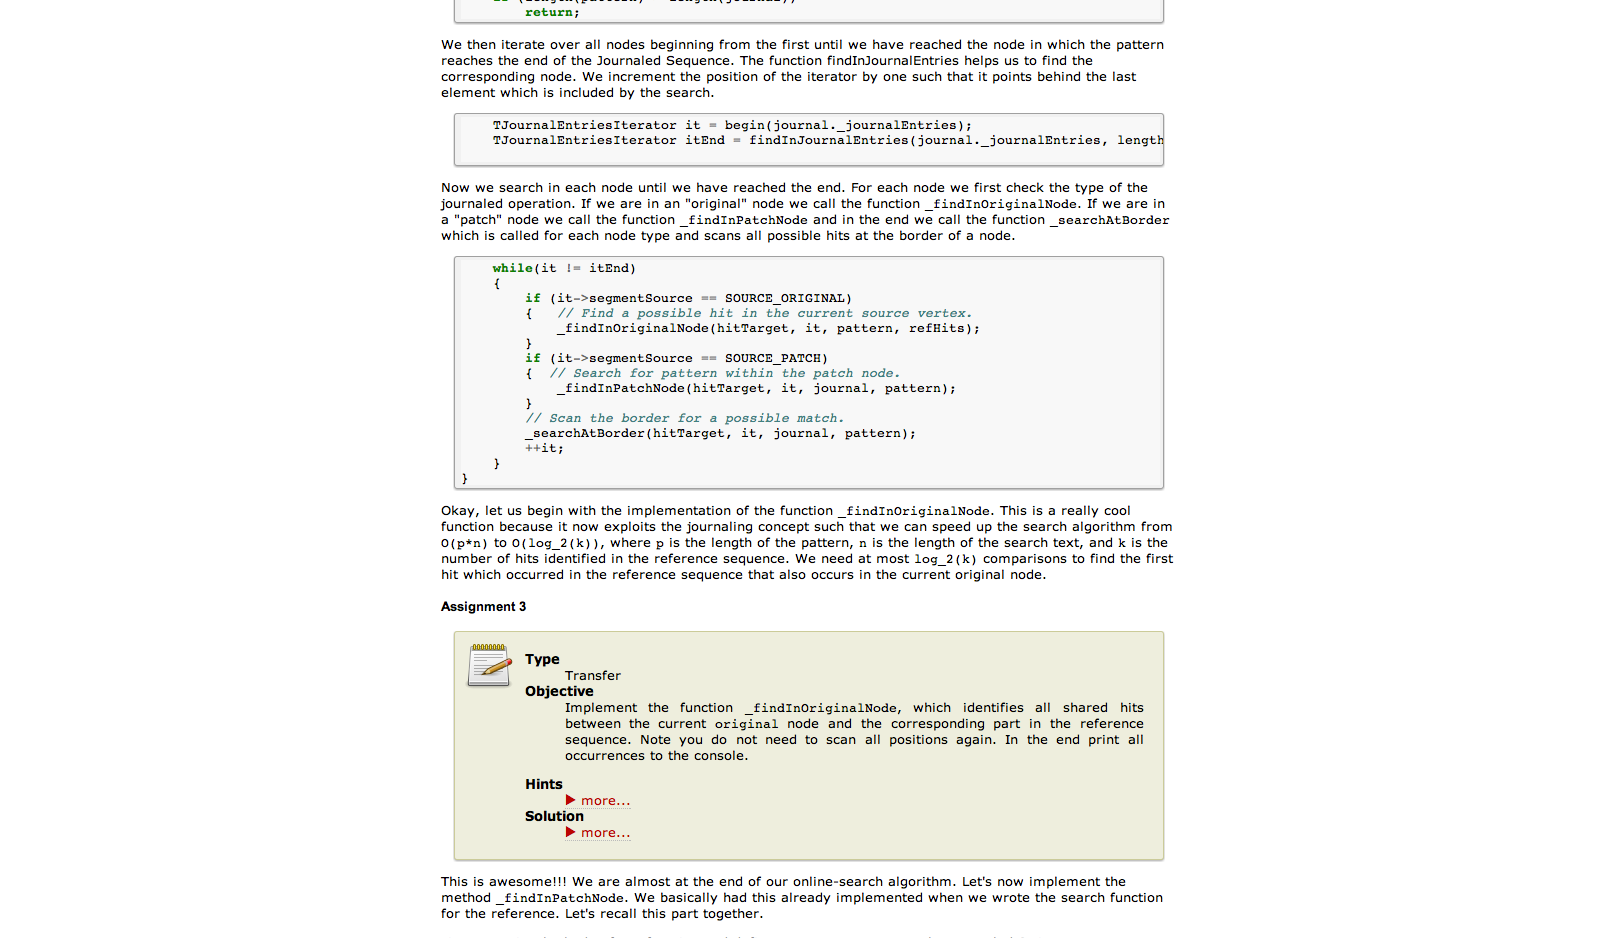 return;
We then iterate over all nodes beginning from the first until we have reached the node in which the pattern
reaches the end of the Journaled Sequence. The function findInJournalEntries helps us to find the
corresponding node. We increment the position of the iterator by one such that it points behind the last
element which is included by the search.
TJournalEntriesIterator it = begin(journal._journalEntries);
TJournalEntriesIterator itEnd = findInJournalEntries(journal._journalEntries, length
Now we search in each node until we have reached the end. For each node we first check the type of the
journaled operation. If we are in an "original" node we call the function _findInOriginalNode. If we are in
a "patch" node we call the function _findInPatchNode and in the end we call the function _searchAtBorder
which is called for each node type and scans all possible hits at the border of a node.
while(it != itEnd)
{
if (it->segmentSource == SOURCE_ORIGINAL)
{ // Find a possible hit in the current source vertex.
_findInOriginalNode(hitTarget, it, pattern, refHits);
}
if (it->segmentSource == SOURCE_PATCH)
{ // Search for pattern within the patch node.
_findInPatchNode(hitTarget, it, journal, pattern);
}
// Scan the border for a possible match.
_searchAtBorder(hitTarget, it, journal, pattern);
++it;
}
}
Okay, let us begin with the implementation of the function _findInOriginalNode. This is a really cool
function because it now exploits the journaling concept such that we can speed up the search algorithm from
O(p*n) to O(log_2(k)), where p is the length of the pattern, n is the length of the search text, and k is the
number of hits identified in the reference sequence. We need at most log_2(k) comparisons to find the first
hit which occurred in the reference sequence that also occurs in the current original node.
Assignment 3
Type
Transfer
Objective
Implement the function _findInOriginalNode, which identifies all shared hits
between the current original node and the corresponding part in the reference
sequence. Note you do not need to scan all positions again. In the end print all
occurrences to the console.
Hints
▶ more...
Solution
▶ more...
This is awesome!!! We are almost at the end of our online-search algorithm. Let's now implement the
method _findInPatchNode. We basically had this already implemented when we wrote the search function
for the reference. Let's recall this part together.